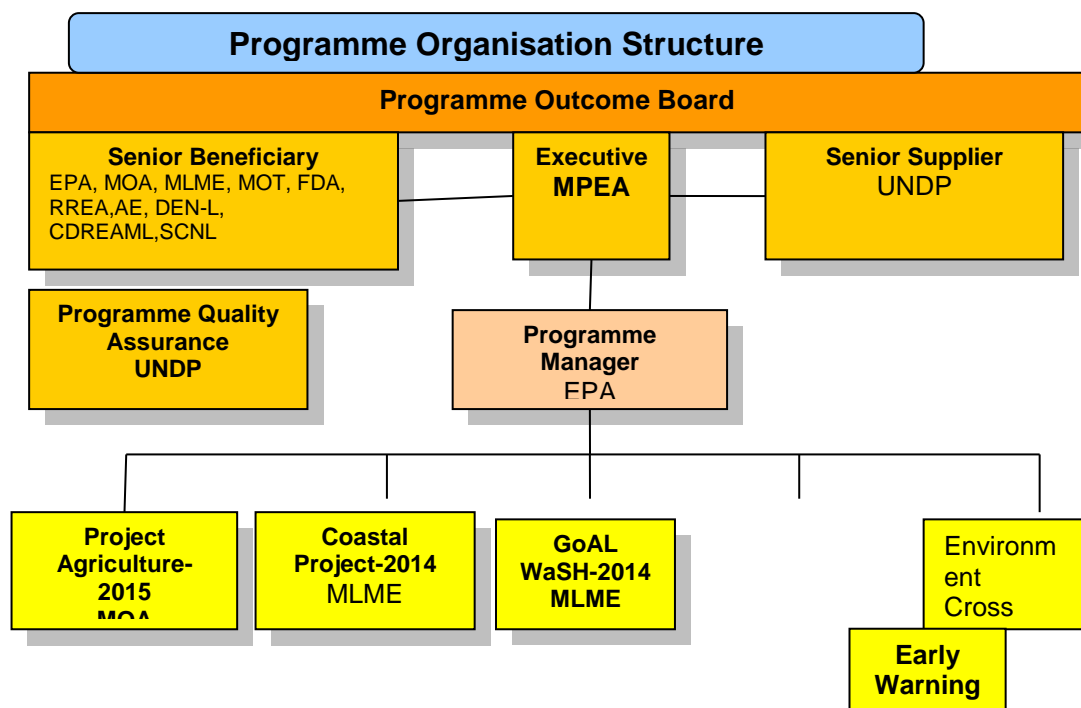 Programme Organisation Structure
Programme Outcome Board
Senior Beneficiary
EPA, MOA, MLME, MOT, FDA,
RREA,AE, DEN-L,
CDREAML,SCNL
Executive
MPEA
Senior Supplier
UNDP
Programme Quality
Assurance
UNDP
Programme
Manager
EPA
Project
Agriculture-
2015
MOA
Coastal
Project-2014
MLME
GoAL
WaSH-2014
MLME
Environm
ent
Cross
Early
Warning